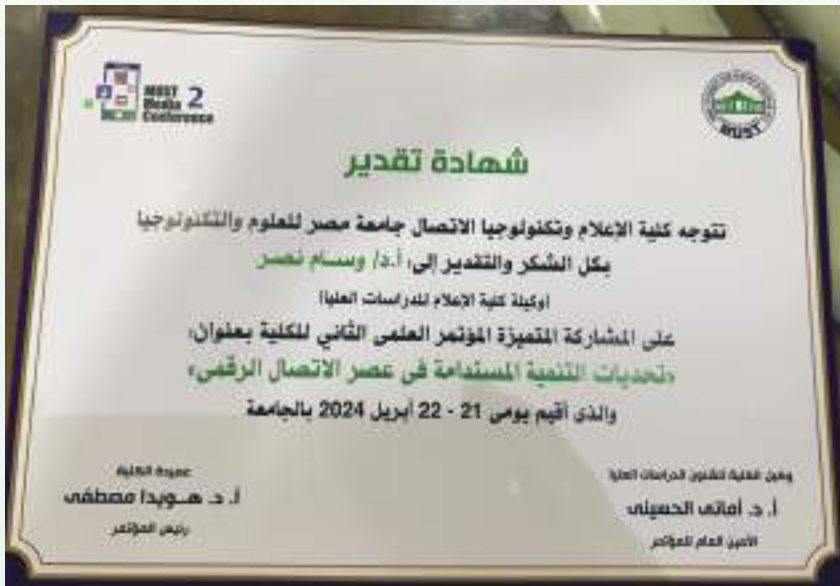 MUST
Media 2
Conference
MUST
شهادة تقدير
تتوجه كلية الإعلام وتكنولوجيا الاتصال جامعة مصر للعلوم والتكنولوجيا
بكل الشكر والتقدير إلى: أ.د/ وسام نصر
(وكيلة كلية الإعلام للدراسات العليا)
على المشاركة المتميزة المؤتمر العلمى الثاني للكلية بعنوان:
«تحديات التنمية المستدامة فى عصر الاتصال الرقمى»
والذى أقيم يومى 21 - 22 أبريل 2024 بالجامعة
وكيل الكلية لشئون الدراسات العليا
أ. د. أمانى الحسينى
الأمين العام للمؤتمر
عميدة الكلية
أ. د. هـويدا مصطفى
رئيس المؤتمر